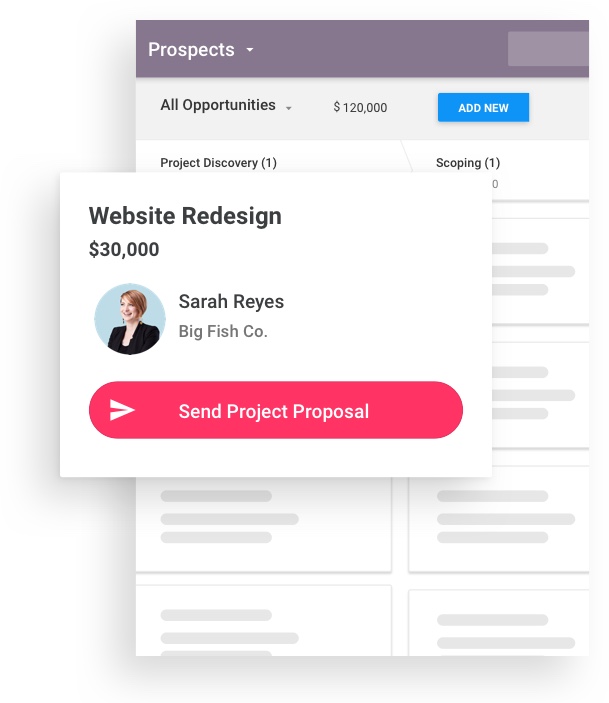 Prospects
All Opportunities
$ 120,000
ADD NEW
Project Discovery (1)
Scoping (1)
0
Website Redesign
$30,000
Sarah Reyes
Big Fish Co.
Send Project Proposal